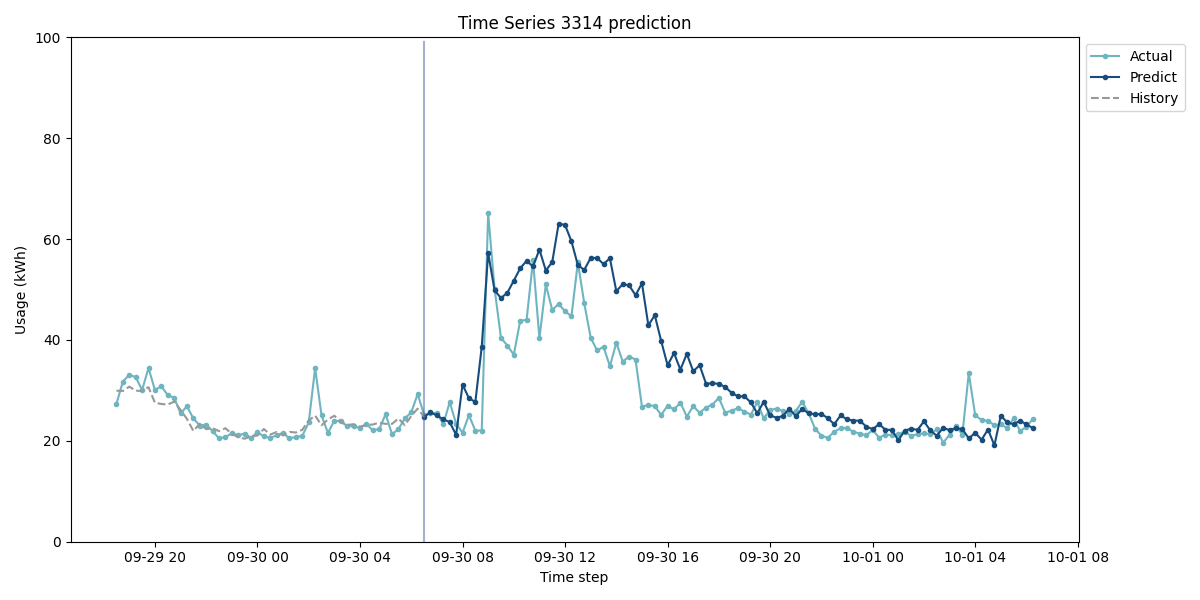 Time Series 3314 prediction
100
80
60
40
20
0
Usage (kWh)
09-29 20
09-30 00
09-30 04
09-30 08
09-30 12
09-30 16
09-30 20
10-01 00
10-01 04
10-01 08
Time step
Actual
Predict
History